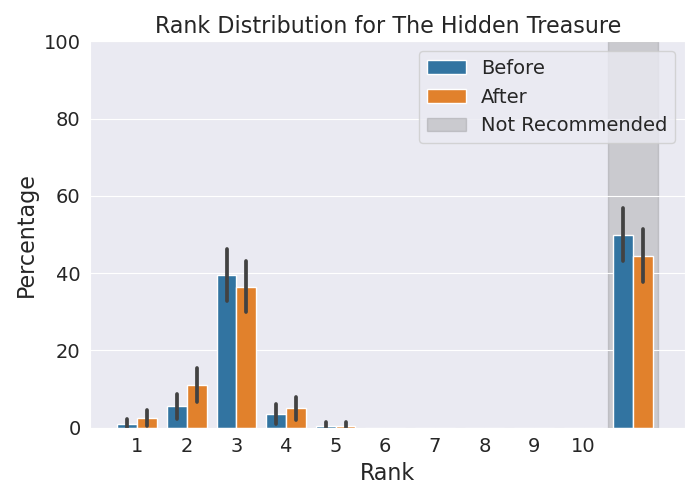 Rank Distribution for The Hidden Treasure
100
80
60
40
20
0
Percentage
Before
After
Not Recommended
1 2 3 4 5 6 7 8 9 10
Rank